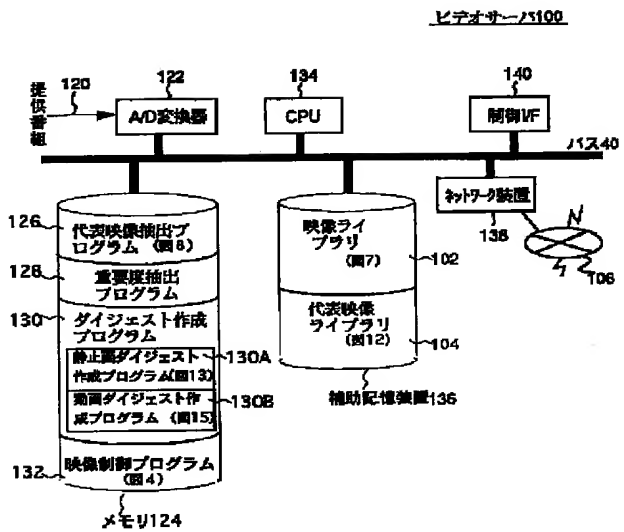 ビデオサーバ100
提供番組
120
122
A/D変換器
134
CPU
140
制御I/F
バス40
ネットワーク装置
138
106
126
代表映像抽出プ
ログラム(図8)
128
重要度抽出
プログラム
130
ダイジェスト作成
プログラム
静止画ダイジェスト
作成プログラム(図13)
130A
動画ダイジェスト作
成プログラム(図15)
130B
132
映像制御プログラム
(図4)
メモリ124
映像ライ
ブラリ
(図7)
102
代表映像
ライブラリ
(図12)
104
補助記憶装置136